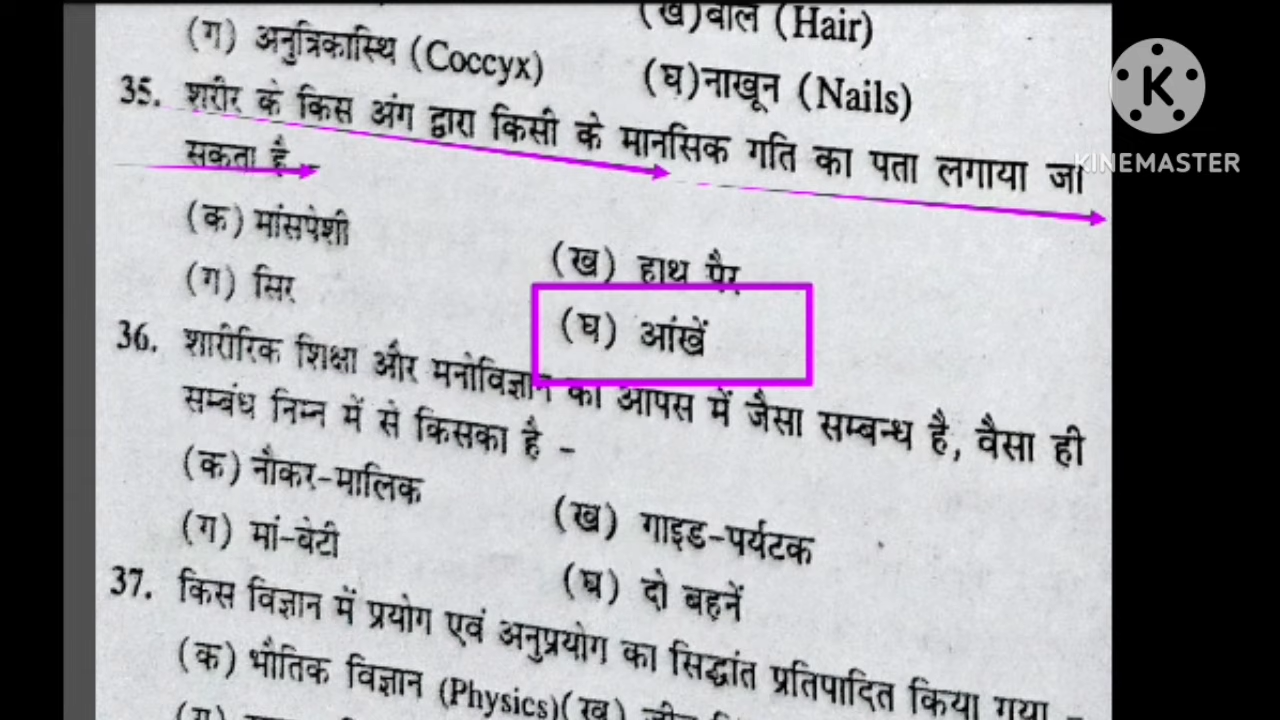 (ख) बाल (Hair)
(ग) अनुत्रिकास्थि (Coccyx)
(घ) नाखून (Nails)
35. शरीर के किस अंग द्वारा किसी के मानसिक गति का पता लगाया जा
सकता है -
(क) मांसपेशी
(ख) हाथ पैर
(ग) सिर
(घ) आंखें
36. शारीरिक शिक्षा और मनोविज्ञान का आपस में जैसा सम्बन्ध है, वैसा ही
सम्बंध निम्न में से किसका है -
(क) नौकर-मालिक
(ख) गाइड-पर्यटक
(ग) मां-बेटी
(घ) दो बहनें
37. किस विज्ञान में प्रयोग एवं अनुप्रयोग का सिद्धांत प्रतिपादित किया गया -
(क) भौतिक विज्ञान (Physics) (ख)
K
KINEMASTER